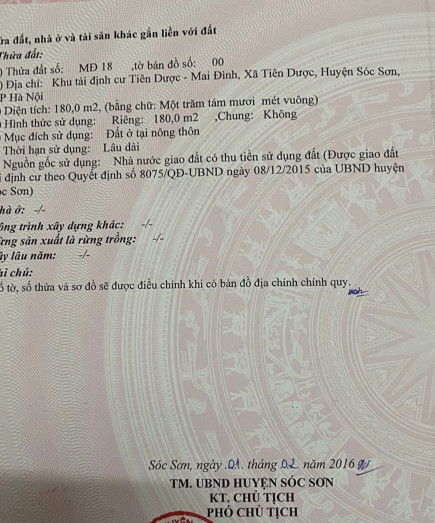 ửa đất, nhà ở và tài sản khác gắn liền với đất
Thửa đất:
) Thửa đất số: MĐ 18 ,tờ bản đồ số: 00
) Địa chỉ: Khu tái định cư Tiên Dược - Mai Đình, Xã Tiên Dược, Huyện Sóc Sơn,
P Hà Nội
) Diện tích: 180,0 m2, (bằng chữ: Một trăm tám mươi mét vuông)
) Hình thức sử dụng: Riêng: 180,0 m2 ,Chung: Không
) Mục đích sử dụng: Đất ở tại nông thôn
Thời hạn sử dụng: Lâu dài
Nguồn gốc sử dụng: Nhà nước giao đất có thu tiền sử dụng đất (Được giao đất
i định cư theo Quyết định số 8075/QĐ-UBND ngày 08/12/2015 của UBND huyện
óc Sơn)
hà ở: -/-
ông trình xây dựng khác: -/-
ừng sản xuất là rừng trồng: -/-
ây lâu năm: -/-
hi chú:
ố tờ, số thửa và sơ đồ sẽ được điều chỉnh khi có bản đồ địa chính chính quy.
Sóc Sơn, ngày .01. tháng 02. năm 2016
TM. UBND HUYỆN SÓC SƠN
KT. CHỦ TỊCH
PHÓ CHỦ TỊCH